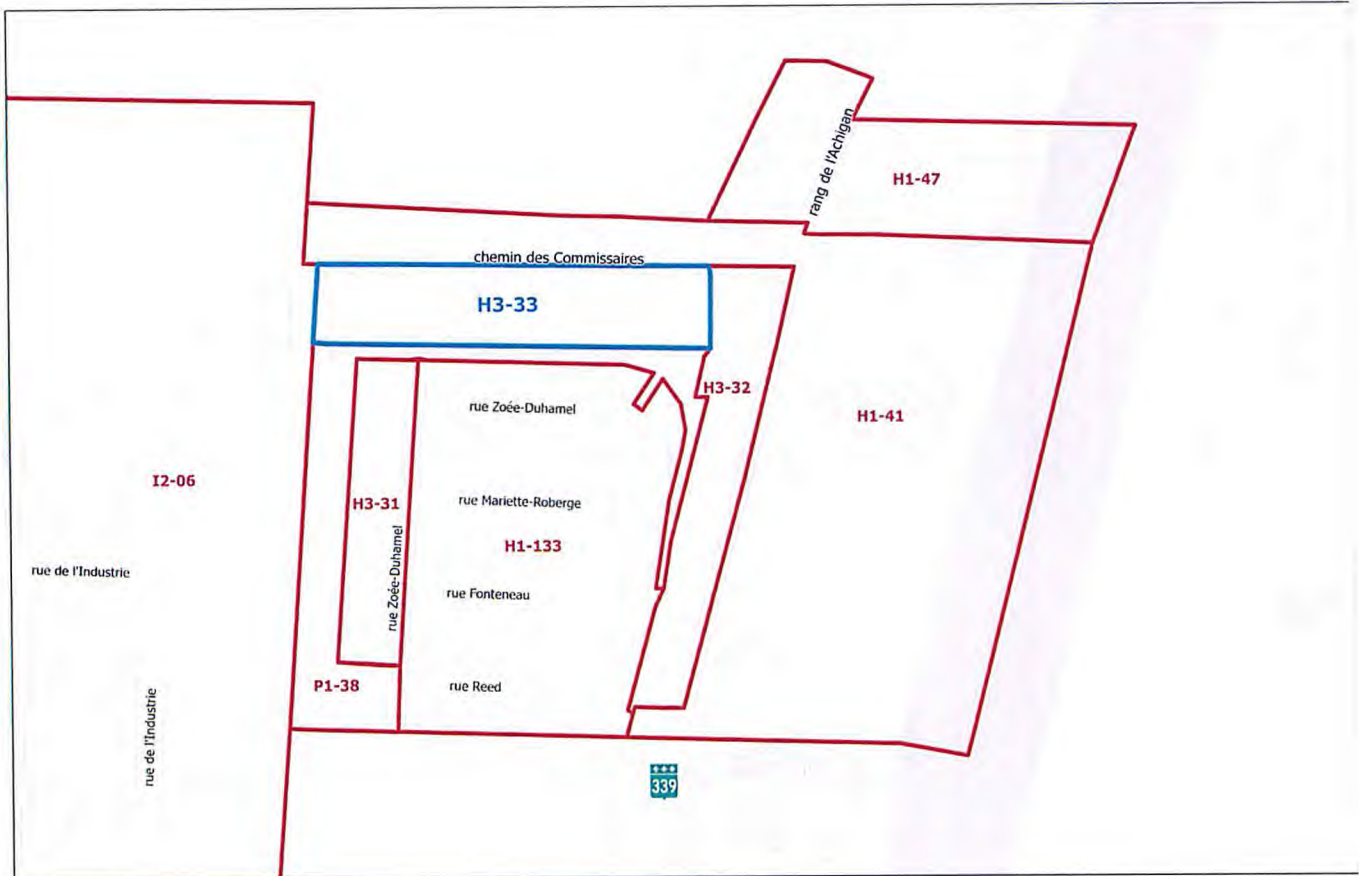 rang de l'Achigan
H1-47
chemin des Commissaires
H3-33
H3-32
rue Zoée-Duhamel
H1-41
I2-06
H3-31
rue Mariette-Roberge
H1-133
rue Zoée-Duhamel
rue de l'Industrie
rue Fonteneau
P1-38
rue Reed
rue de l'Industrie
339